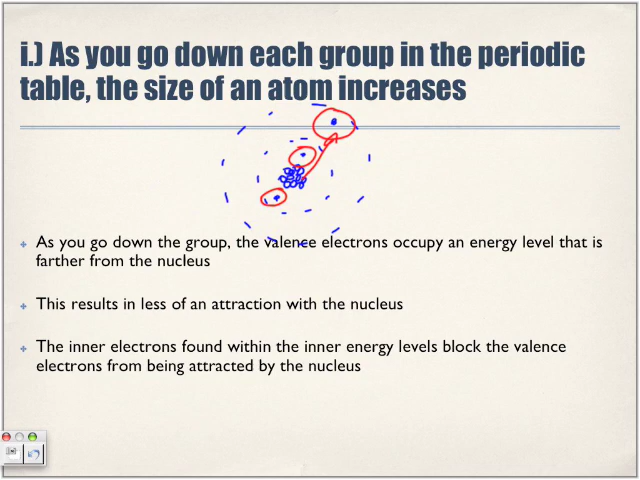 i.) As you go down each group in the periodic
table, the size of an atom increases
As you go down the group, the valence electrons occupy an energy level that is
farther from the nucleus
This results in less of an attraction with the nucleus
The inner electrons found within the inner energy levels block the valence
electrons from being attracted by the nucleus